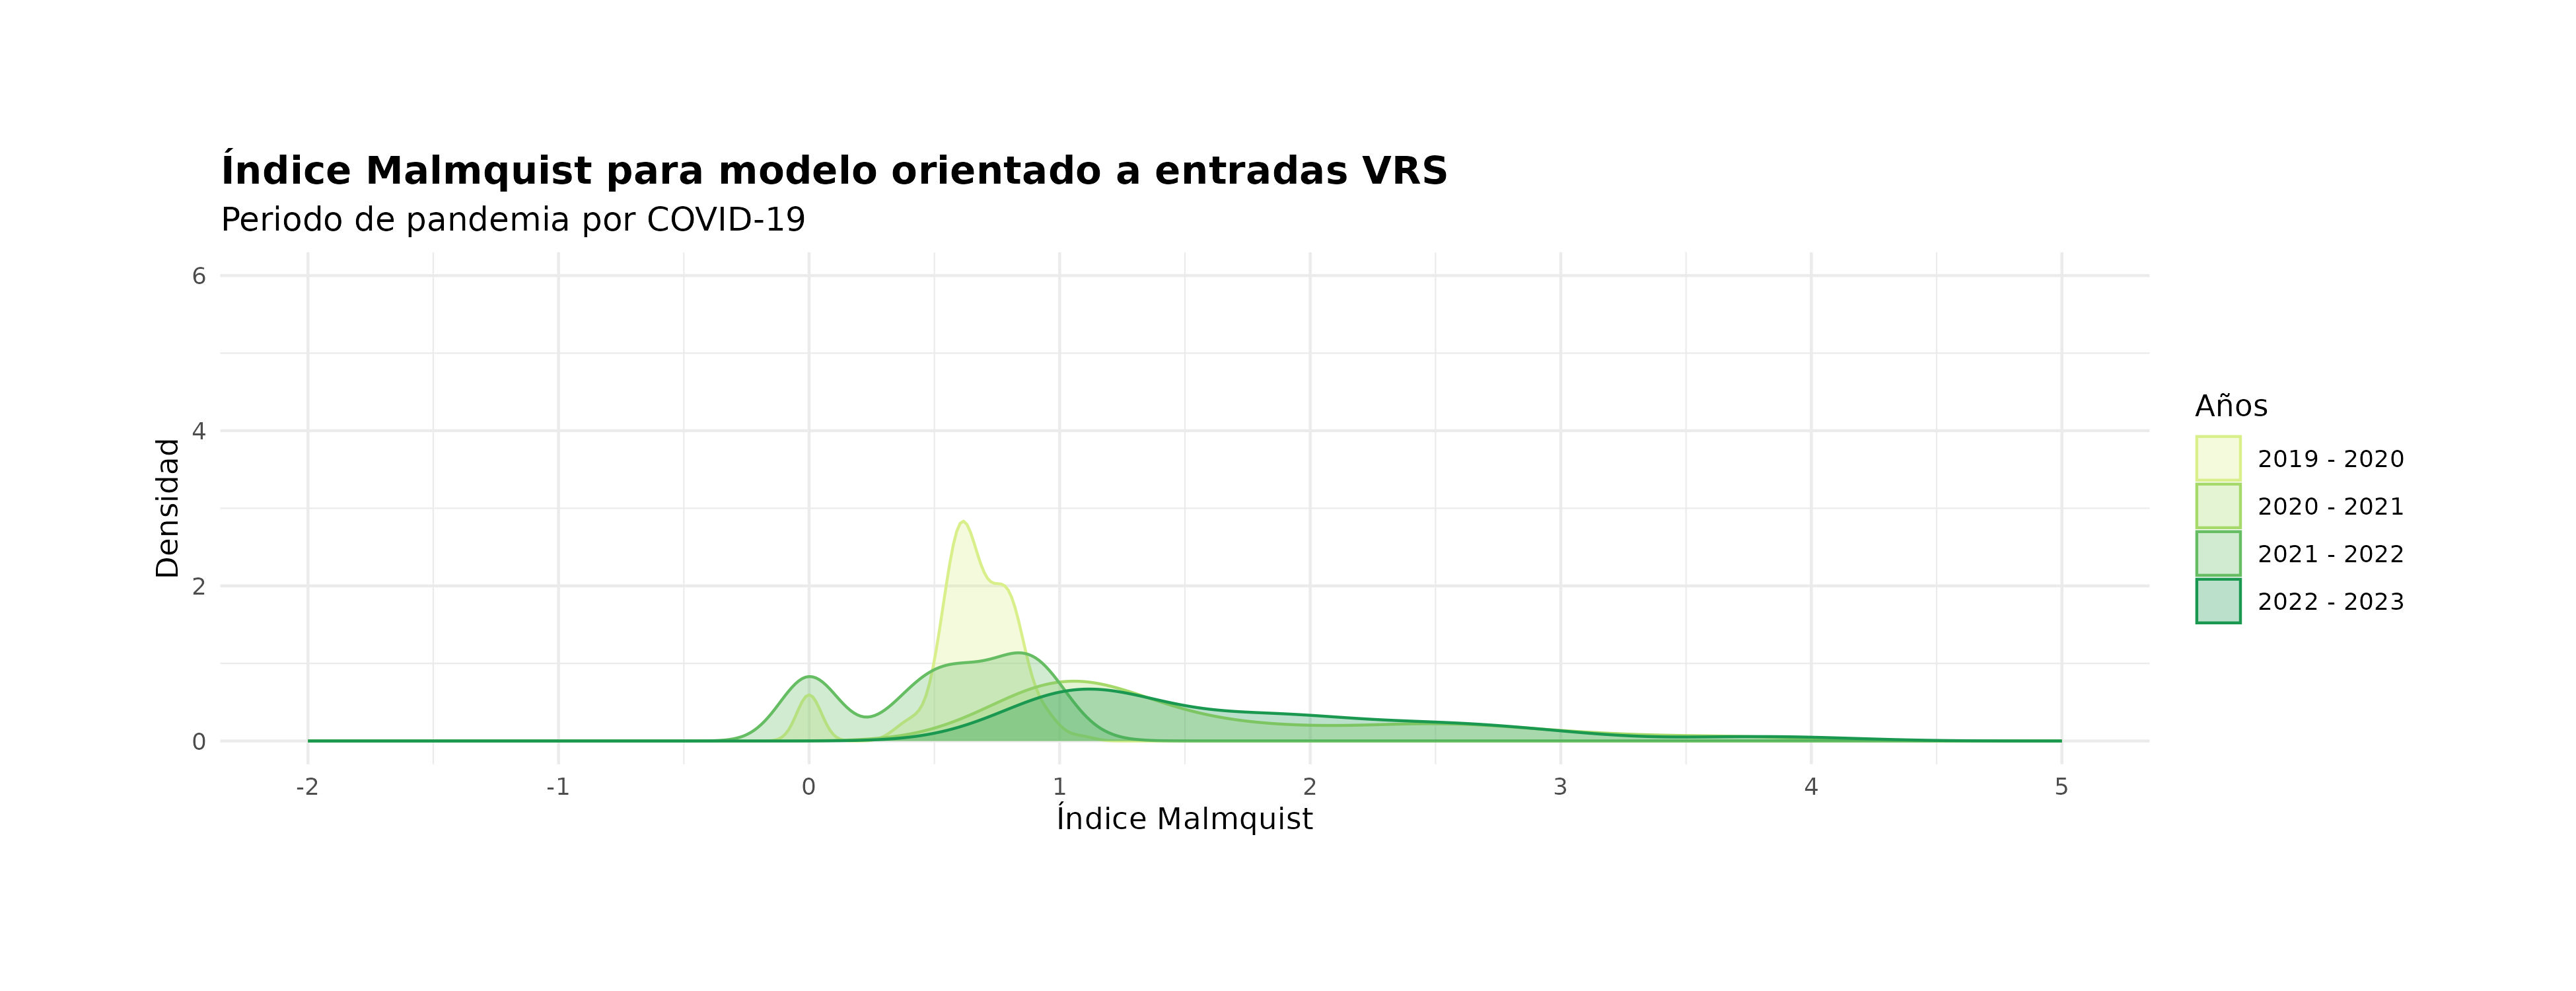 Índice Malmquist para modelo orientado a entradas VRS
Periodo de pandemia por COVID-19
6
4
2
0
Densidad
-2 -1 0 1 2 3 4 5
Índice Malmquist
Años
2019 - 2020
2020 - 2021
2021 - 2022
2022 - 2023